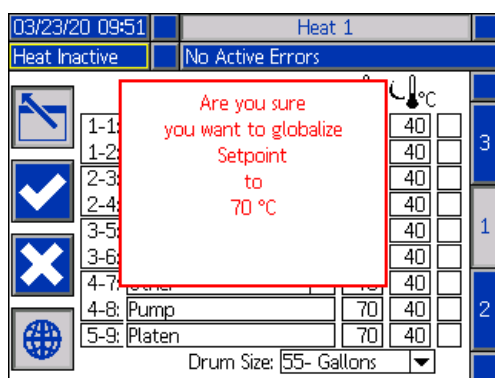 03/23/20 09:51 Heat 1
Heat Inactive No Active Errors
°C
Are you sure
you want to globalize
Setpoint
to
70 °C
1-1: 40
1-2: 40
2-3: 40
2-4: 40
3-5: 40
3-6: 40
4-7: 40
4-8: Pump 70 40
5-9: Platen 70 40
Drum Size: 55- Gallons
3
1
2